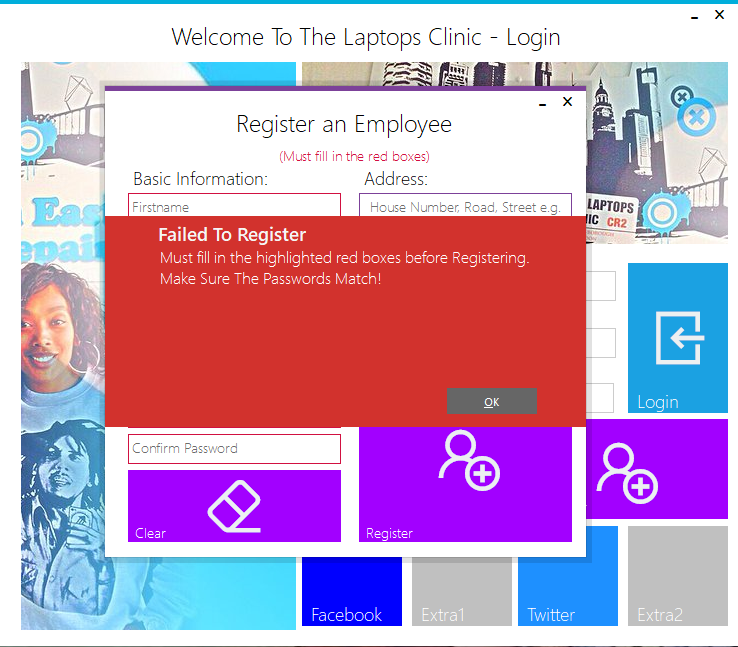 Welcome To The Laptops Clinic - Login
Register an Employee
(Must fill in the red boxes)
Basic Information:
Address:
Firstname
House Number, Road, Street e.g.
Failed To Register
Must fill in the highlighted red boxes before Registering.
Make Sure The Passwords Match!
OK
Confirm Password
Clear
Register
Login
Facebook
Extra1
Twitter
Extra2
LAPTOPS
NIC CR2
Eas
epair